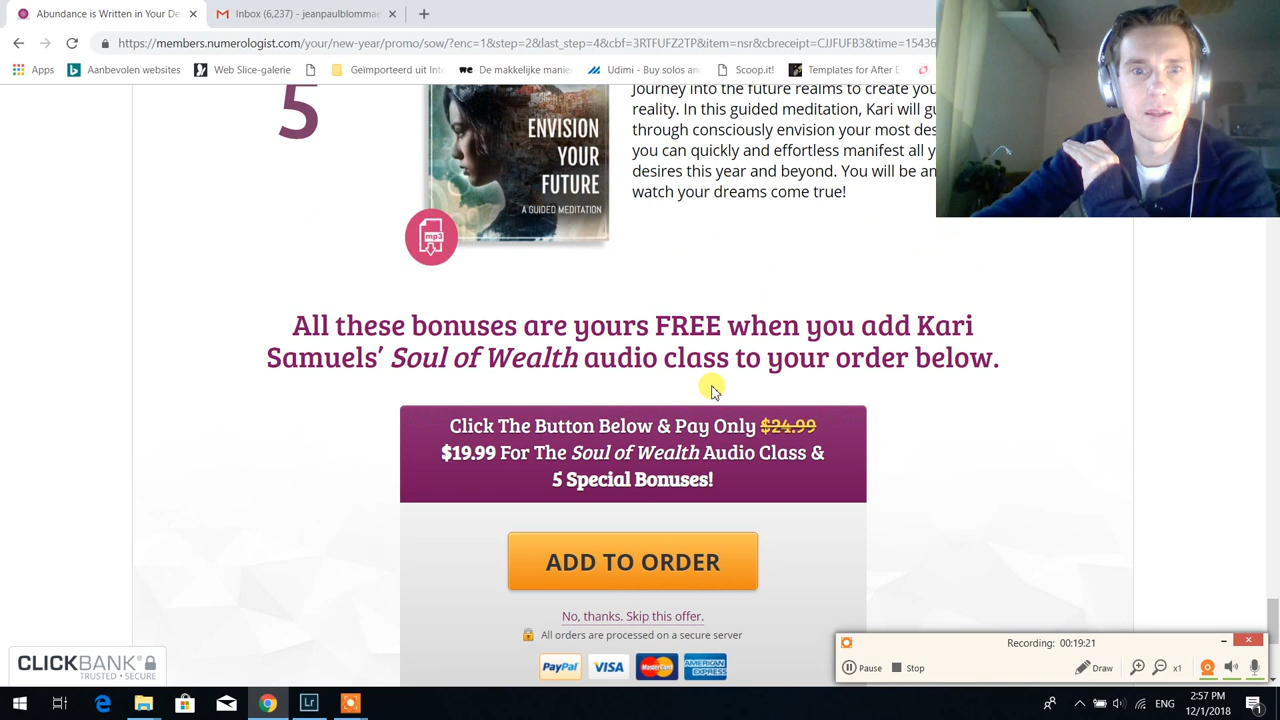 Abundance is Written in Your De
Inbox (6,237) - jeanpaulblommae
https://members.numerologist.com/your/new-year/promo/sow/?enc=1&step=2&last_step=4&cbf=3RTFUFZ2TP&item=nsr&cbreceipt=CJJFUFB3&time=15436
Apps
Aanbevolen websites
Web Slice-galerie
Geïmporteerd uit Int
De makkelijke manie
Udimi - Buy solos an
Scoop.it!
Templates for After E
5
ENVISION
YOUR
FUTURE
A GUIDED MEDITATION
mp3
Journey into the future realms to create you
reality. In this guided meditation, Kari will gu
through consciously envision your most des
you can quickly and effortless manifest all y
desires this year and beyond. You will be am
watch your dreams come true!
All these bonuses are yours FREE when you add Kari
Samuels’ Soul of Wealth audio class to your order below.
Click The Button Below & Pay Only $24.99
$19.99 For The Soul of Wealth Audio Class &
5 Special Bonuses!
ADD TO ORDER
No, thanks. Skip this offer.
All orders are processed on a secure server
PayPal
VISA
MasterCard
AMERICAN EXPRESS
CLICKBANK
TRUSTED • SECURE
Recording: 00:19:21
Pause
Stop
Draw
x1
Lr
ENG
2:57 PM
12/1/2018
1